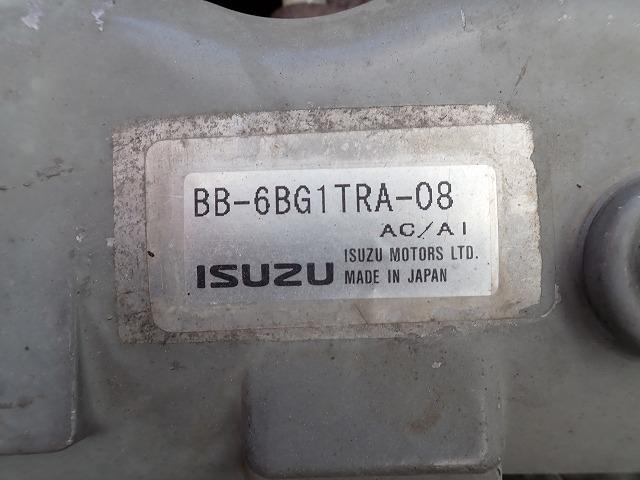 BB-6BG1TRA-08
AC/AI
ISUZU
ISUZU MOTORS LTD.
MADE IN JAPAN